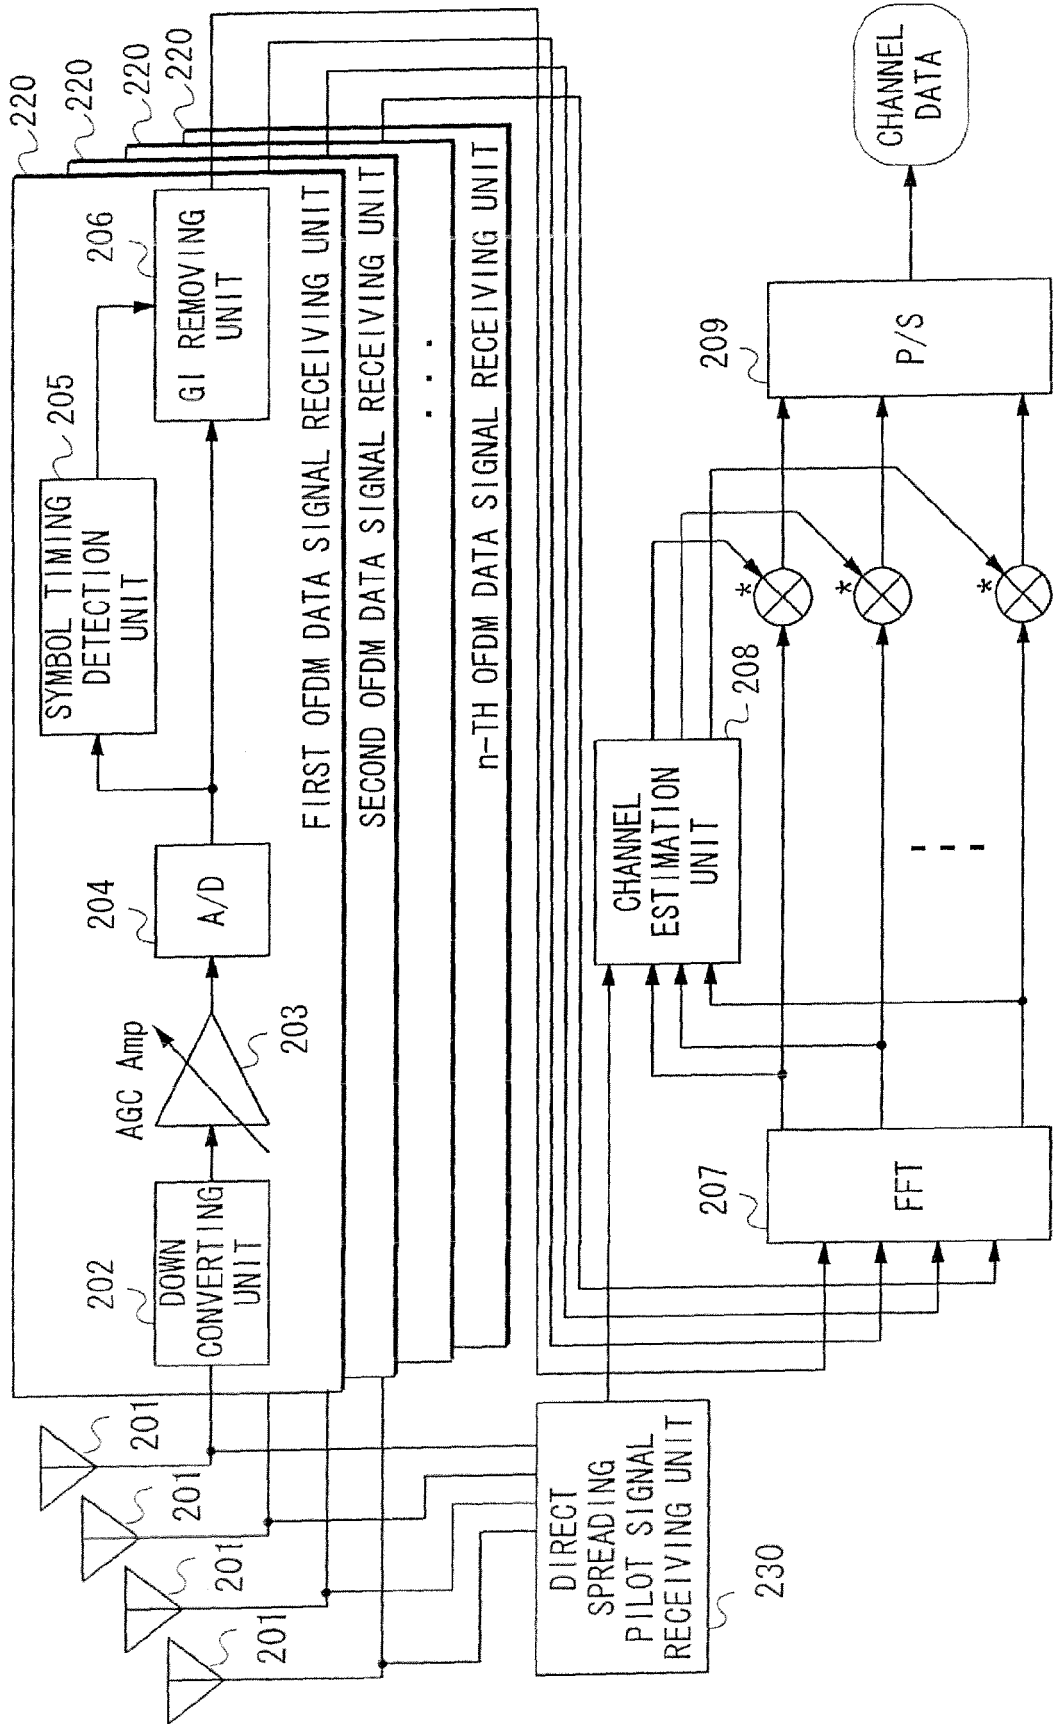 220
220
220
220
SYMBOL TIMING
DETECTION
UNIT
205
206
GI REMOVING
UNIT
AGC Amp
203
204
A/D
202
DOWN
CONVERTING
UNIT
FIRST OFDM DATA SIGNAL RECEIVING UNIT
SECOND OFDM DATA SIGNAL RECEIVING UNIT
. . .
n-TH OFDM DATA SIGNAL RECEIVING UNIT
201
201
201
201
DIRECT
SPREADING
PILOT SIGNAL
RECEIVING UNIT
230
CHANNEL
ESTIMATION
UNIT
208
207
FFT
*
*
*
209
P/S
CHANNEL
DATA